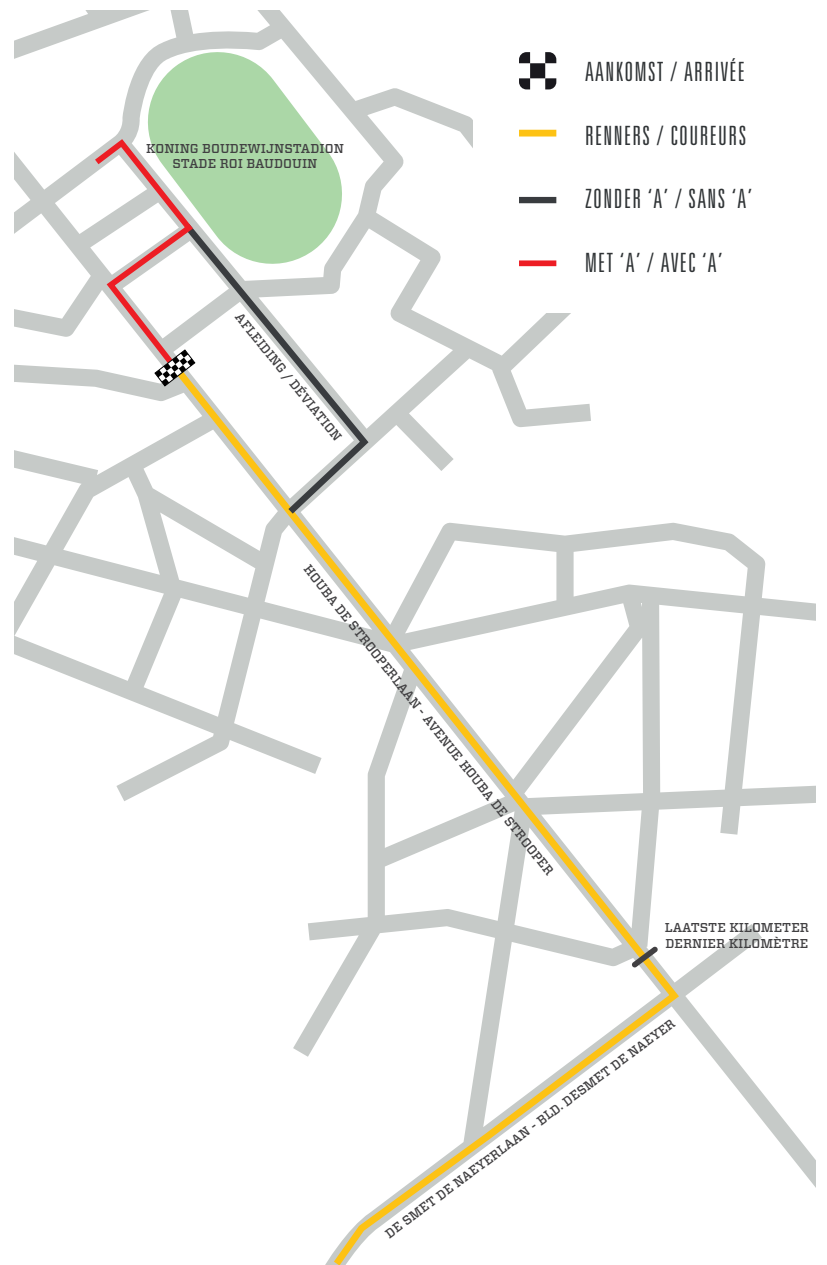 AANKOMST / ARRIVÉE
RENNERS / COUREURS
ZONDER ‘A’ / SANS ‘A’
MET ‘A’ / AVEC ‘A’
KONING BOUDEWIJNSTADION
STADE ROI BAUDOUIN
AFLEIDING / DÉVIATION
HOUBA DE STROOPERLAAN - AVENUE HOUBA DE STROOPER
LAATSTE KILOMETER
DERNIER KILOMÈTRE
DE SMET DE NAEYERLAAN - BLD. DESMET DE NAEYER